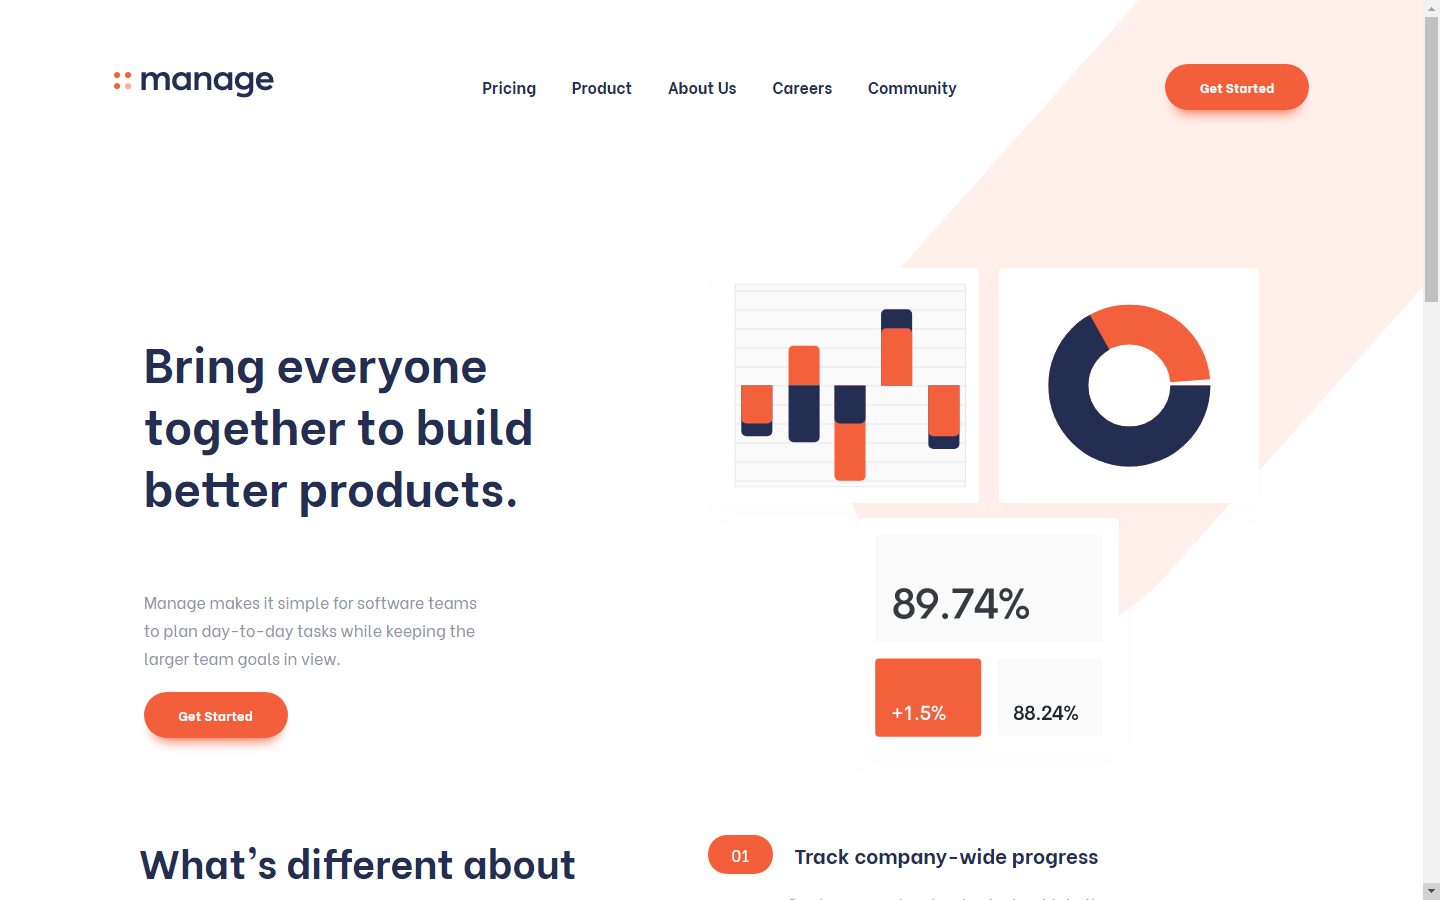 manage
Pricing
Product
About Us
Careers
Community
Get Started
Bring everyone
together to build
better products.
Manage makes it simple for software teams
to plan day-to-day tasks while keeping the
larger team goals in view.
Get Started
89.74%
+1.5%
88.24%
What's different about
01
Track company-wide progress